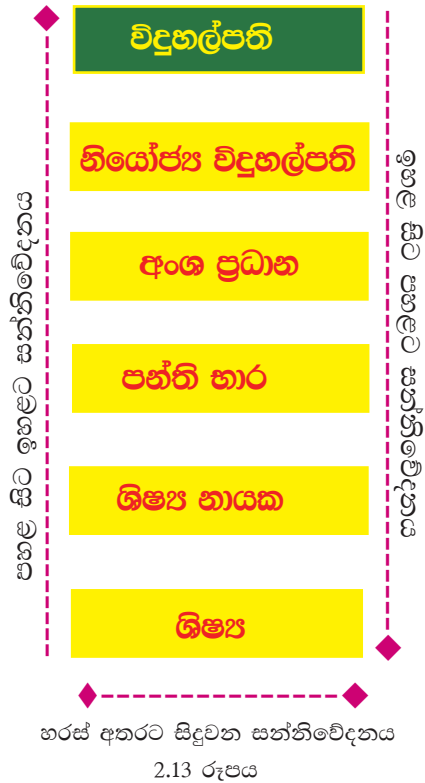 විදුහල්පති
නියෝජ්‍ය විදුහල්පති
අංශ ප්‍රධාන
පන්ති භාර
ශිෂ්‍ය නායක
ශිෂ්‍ය
පහළ සිට ඉහළට සන්නිවේදනය
ඉහළ සිට පහළට සන්නිවේදනය
හරස් අතරට සිදුවන සන්නිවේදනය
2.13 රූපය